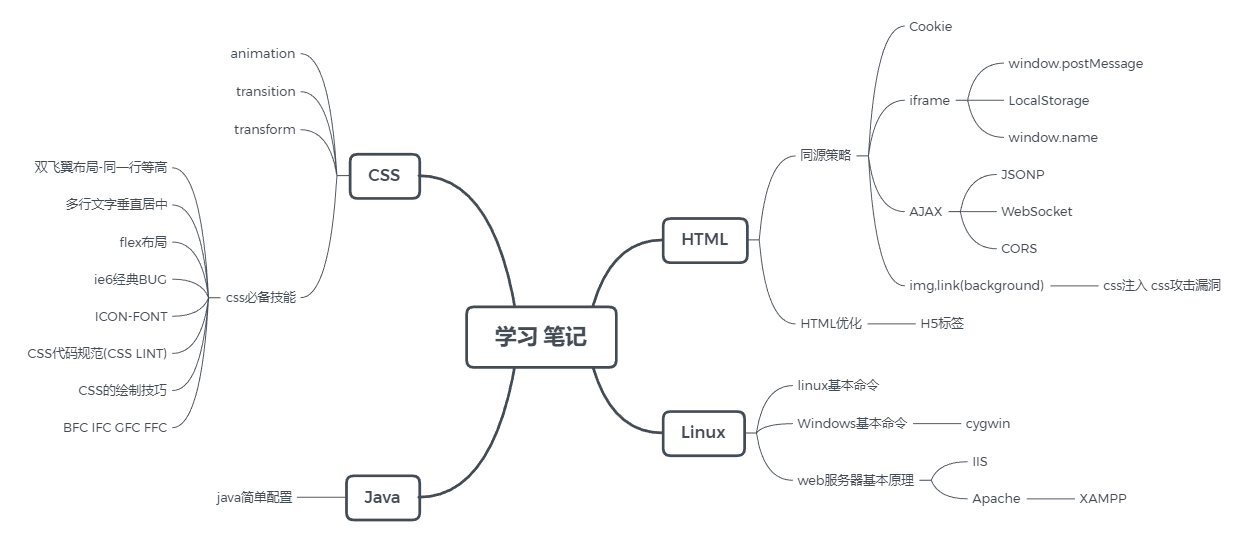 学习 笔记
HTML
同源策略
Cookie
iframe
window.postMessage
LocalStorage
window.name
AJAX
JSONP
WebSocket
CORS
img,link(background)
css注入 css攻击漏洞
HTML优化
H5标签
Linux
linux基本命令
Windows基本命令
cygwin
web服务器基本原理
IIS
Apache
XAMPP
CSS
animation
transition
transform
css必备技能
双飞翼布局-同一行等高
多行文字垂直居中
flex布局
ie6经典BUG
ICON-FONT
CSS代码规范(CSS LINT)
CSS的绘制技巧
BFC IFC GFC FFC
Java
java简单配置